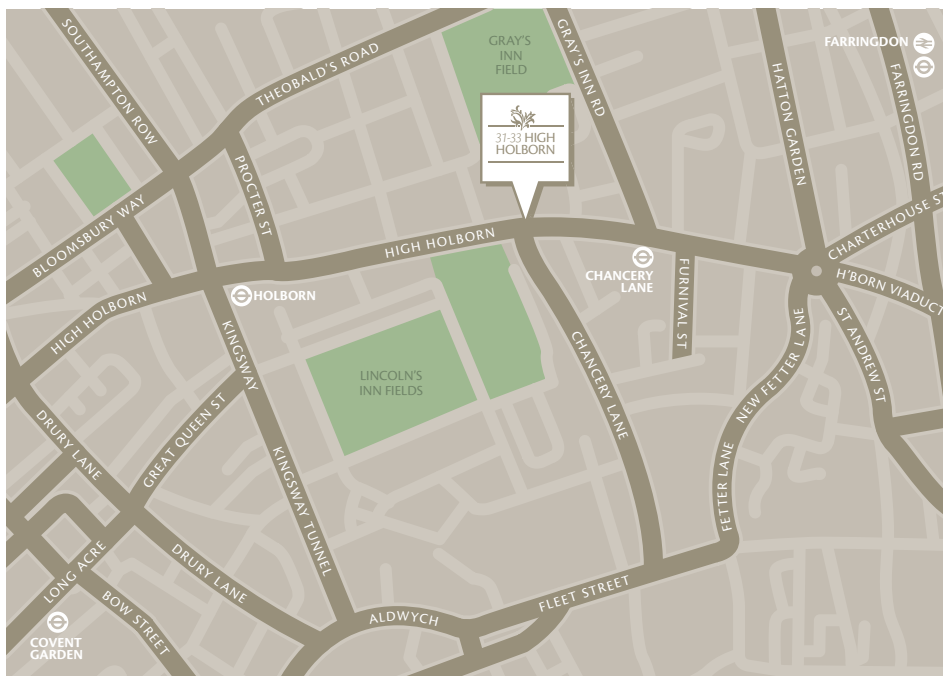 SOUTHAMPTON ROW
THEOBALD'S ROAD
GRAY'S
INN
FIELD
GRAY'S INN RD
HATTON GARDEN
FARRINGDON
FARRINGDON RD
31-33 HIGH
HOLBORN
PROCTER ST
BLOOMSBURY WAY
HIGH HOLBORN
CHARTERHOUSE ST
H'BORN VIADUCT
CHANCERY
LANE
FURNIVAL ST
HOLBORN
HIGH HOLBORN
KINGSWAY
LINCOLN'S
INN FIELDS
CHANCERY LANE
NEW FETTER LANE
ST ANDREW ST
DRURY LANE
GREAT QUEEN ST
KINGSWAY TUNNEL
FETTER LANE
LONG ACRE
DRURY LANE
BOW STREET
ALDWYCH
FLEET STREET
COVENT
GARDEN